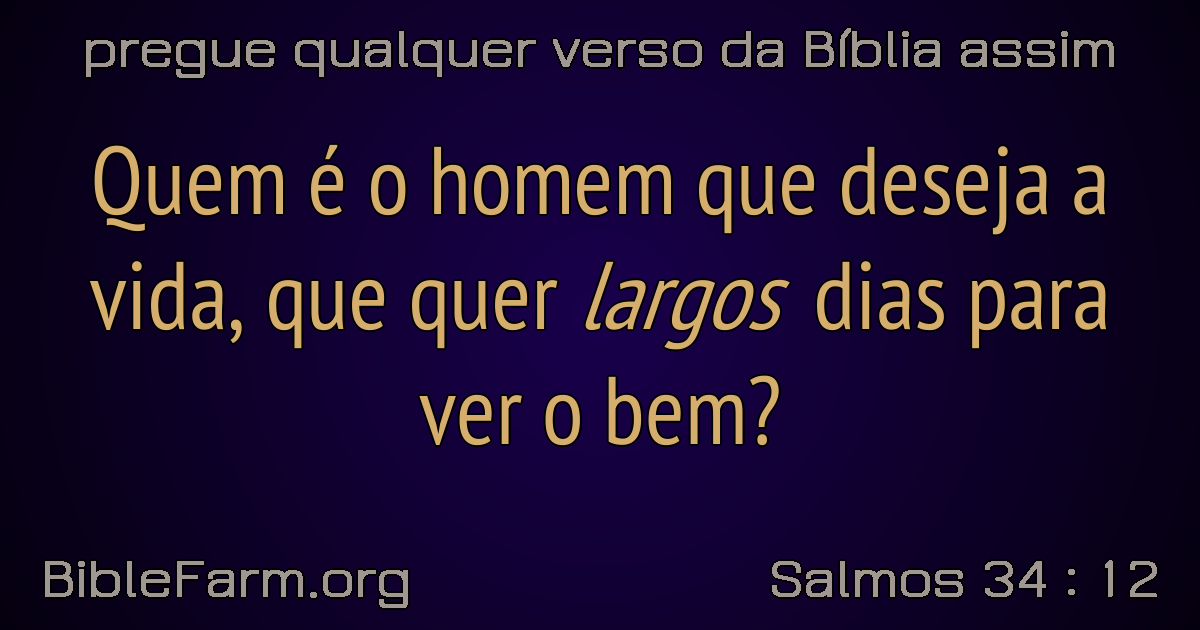 pregue qualquer verso da Bíblia assim
Quem é o homem que deseja a
vida, que quer largos dias para
ver o bem?
BibleFarm.org
Salmos 34 : 12